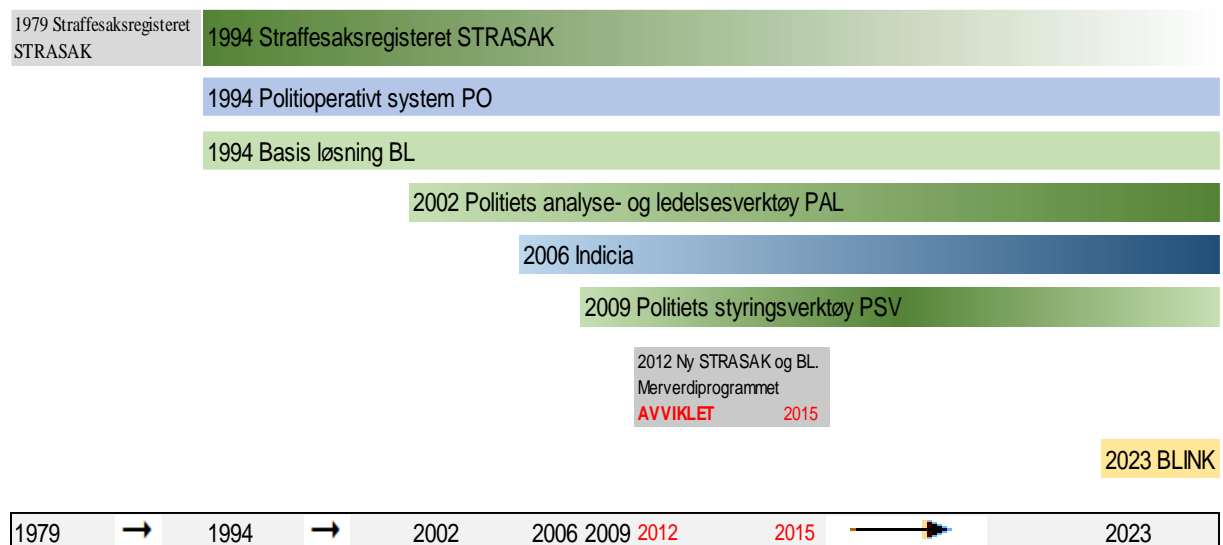 1979 Straffesaksregisteret
STRASAK
1994 Straffesaksregisteret STRASAK
1994 Politioperativt system PO
1994 Basis løsning BL
2002 Politiets analyse- og ledelsesverktøy PAL
2006 Indicia
2009 Politiets styringsverktøy PSV
2012 Ny STRASAK og BL.
Merverdiprogrammet
AVVIKLET 2015
2023 BLINK
1979 → 1994 → 2002 2006 2009 2012 2015 → 2023